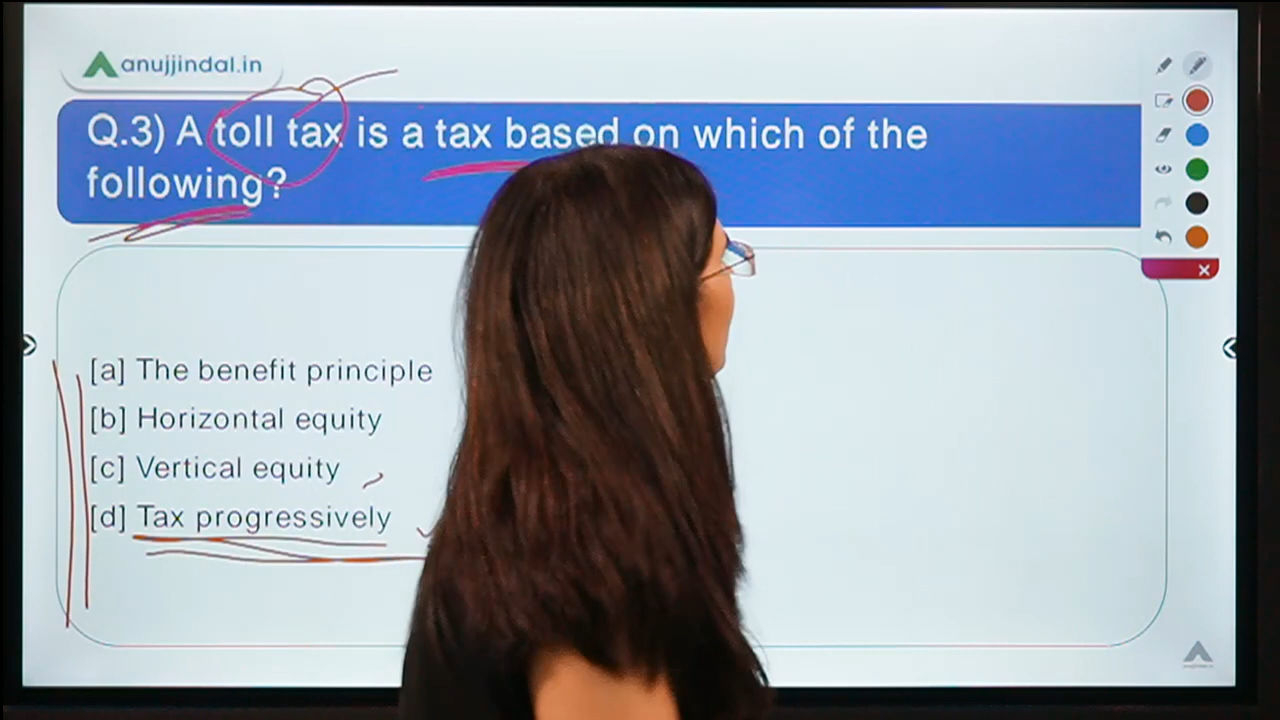 anujjindal.in
Q.3) A toll tax is a tax based on which of the
following?
[a] The benefit principle
[b] Horizontal equity
[c] Vertical equity
[d] Tax progressively